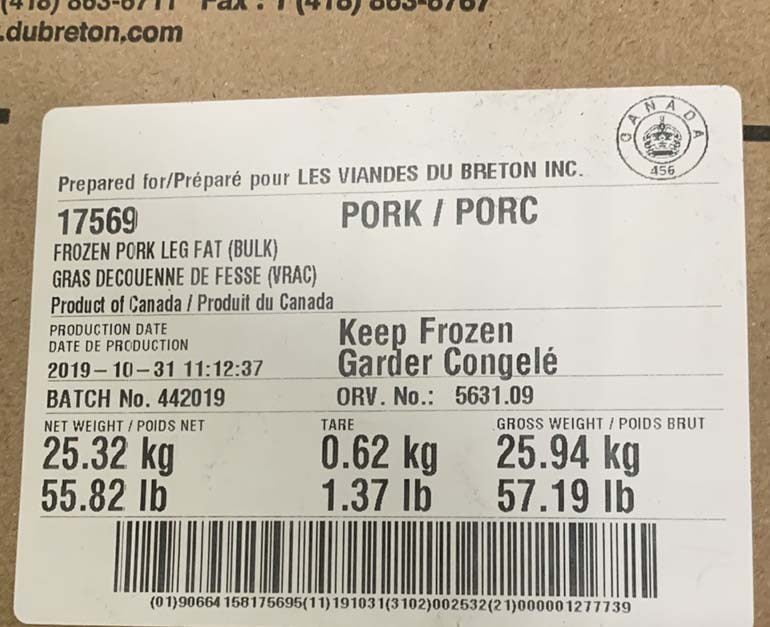 .dubreton.com
CANADA
456
Prepared for/Préparé pour LES VIANDES DU BRETON INC.
17569 PORK / PORC
FROZEN PORK LEG FAT (BULK)
GRAS DECOUENNE DE FESSE (VRAC)
Product of Canada / Produit du Canada
PRODUCTION DATE
DATE DE PRODUCTION
Keep Frozen
Garder Congelé
2019-10-31 11:12:37
BATCH No. 442019 ORV. No.: 5631.09
NET WEIGHT / POIDS NET TARE GROSS WEIGHT / POIDS BRUT
25.32 kg 0.62 kg 25.94 kg
55.82 lb 1.37 lb 57.19 lb
(01)90664158175695(11)191031(3102)002532(21)000001277739